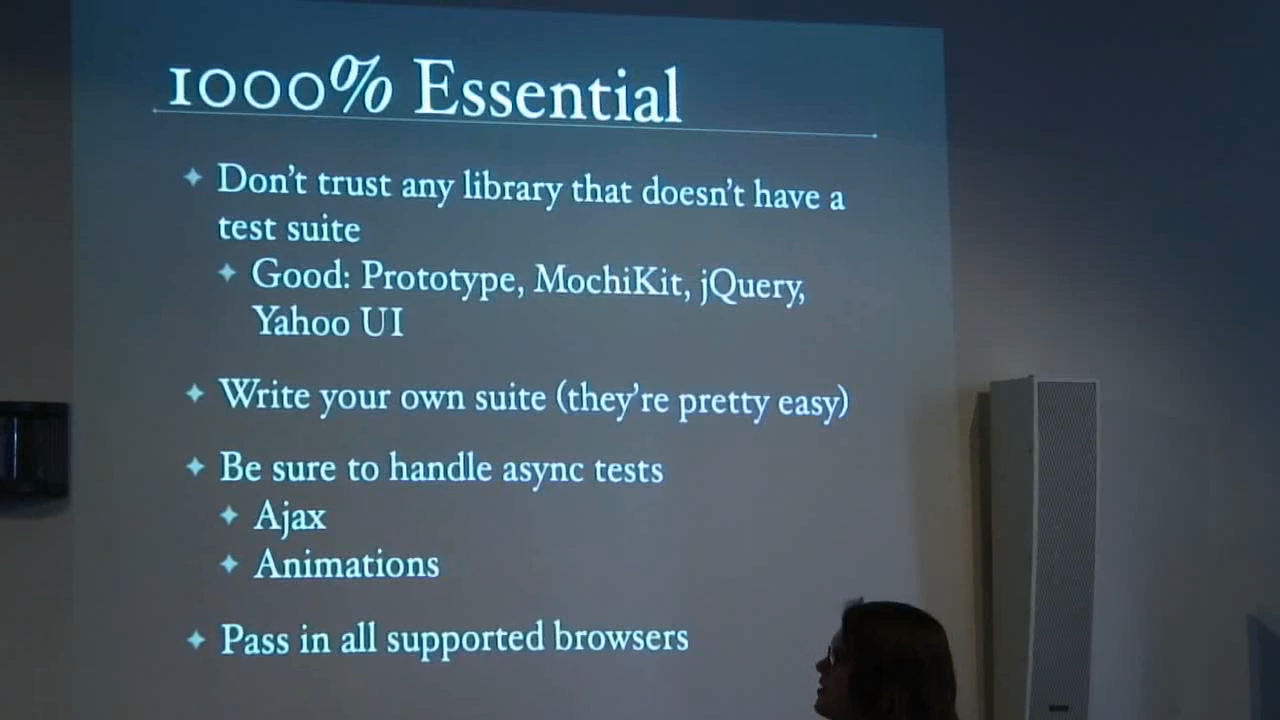 1000% Essential
Don't trust any library that doesn't have a
test suite
Good: Prototype, MochiKit, jQuery,
Yahoo UI
Write your own suite (they're pretty easy)
Be sure to handle async tests
Ajax
Animations
Pass in all supported browsers